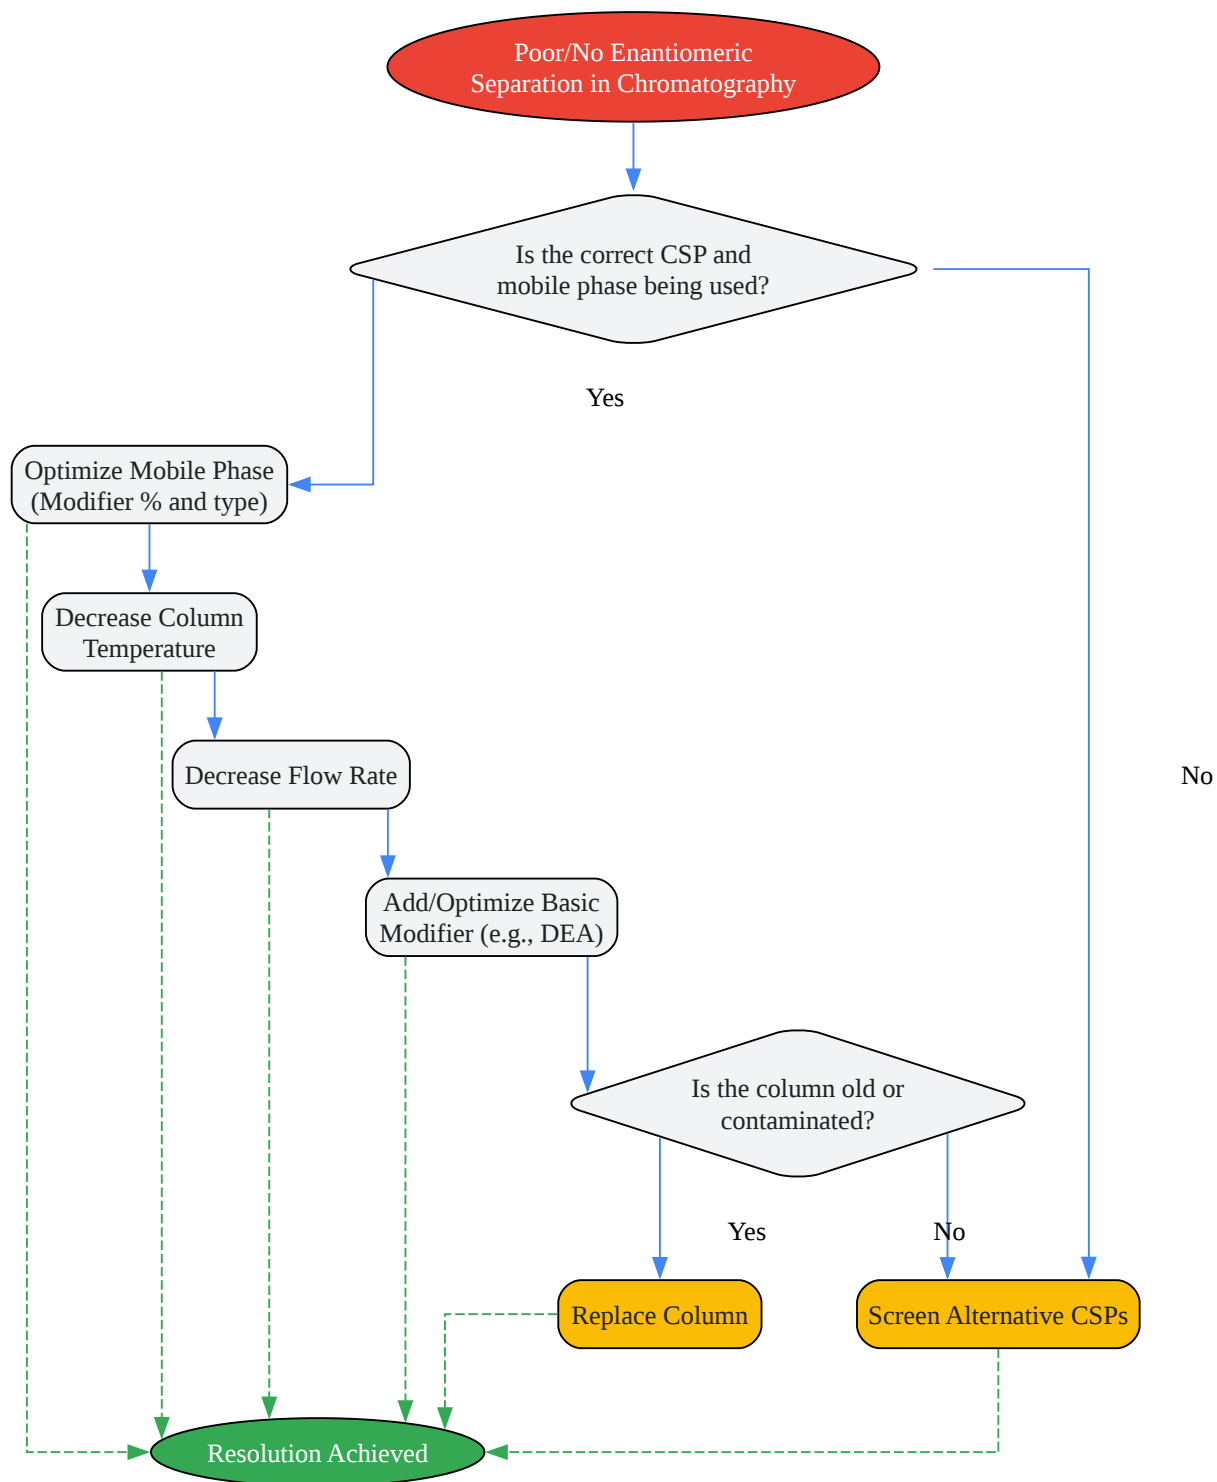 Poor/No Enantiomeric
Separation in Chromatography
Is the correct CSP and
mobile phase being used?
Yes
Optimize Mobile Phase
(Modifier % and type)
Decrease Column
Temperature
Decrease Flow Rate
No
Add/Optimize Basic
Modifier (e.g., DEA)
Is the column old or
contaminated?
Yes
No
Replace Column
Screen Alternative CSPs
Resolution Achieved